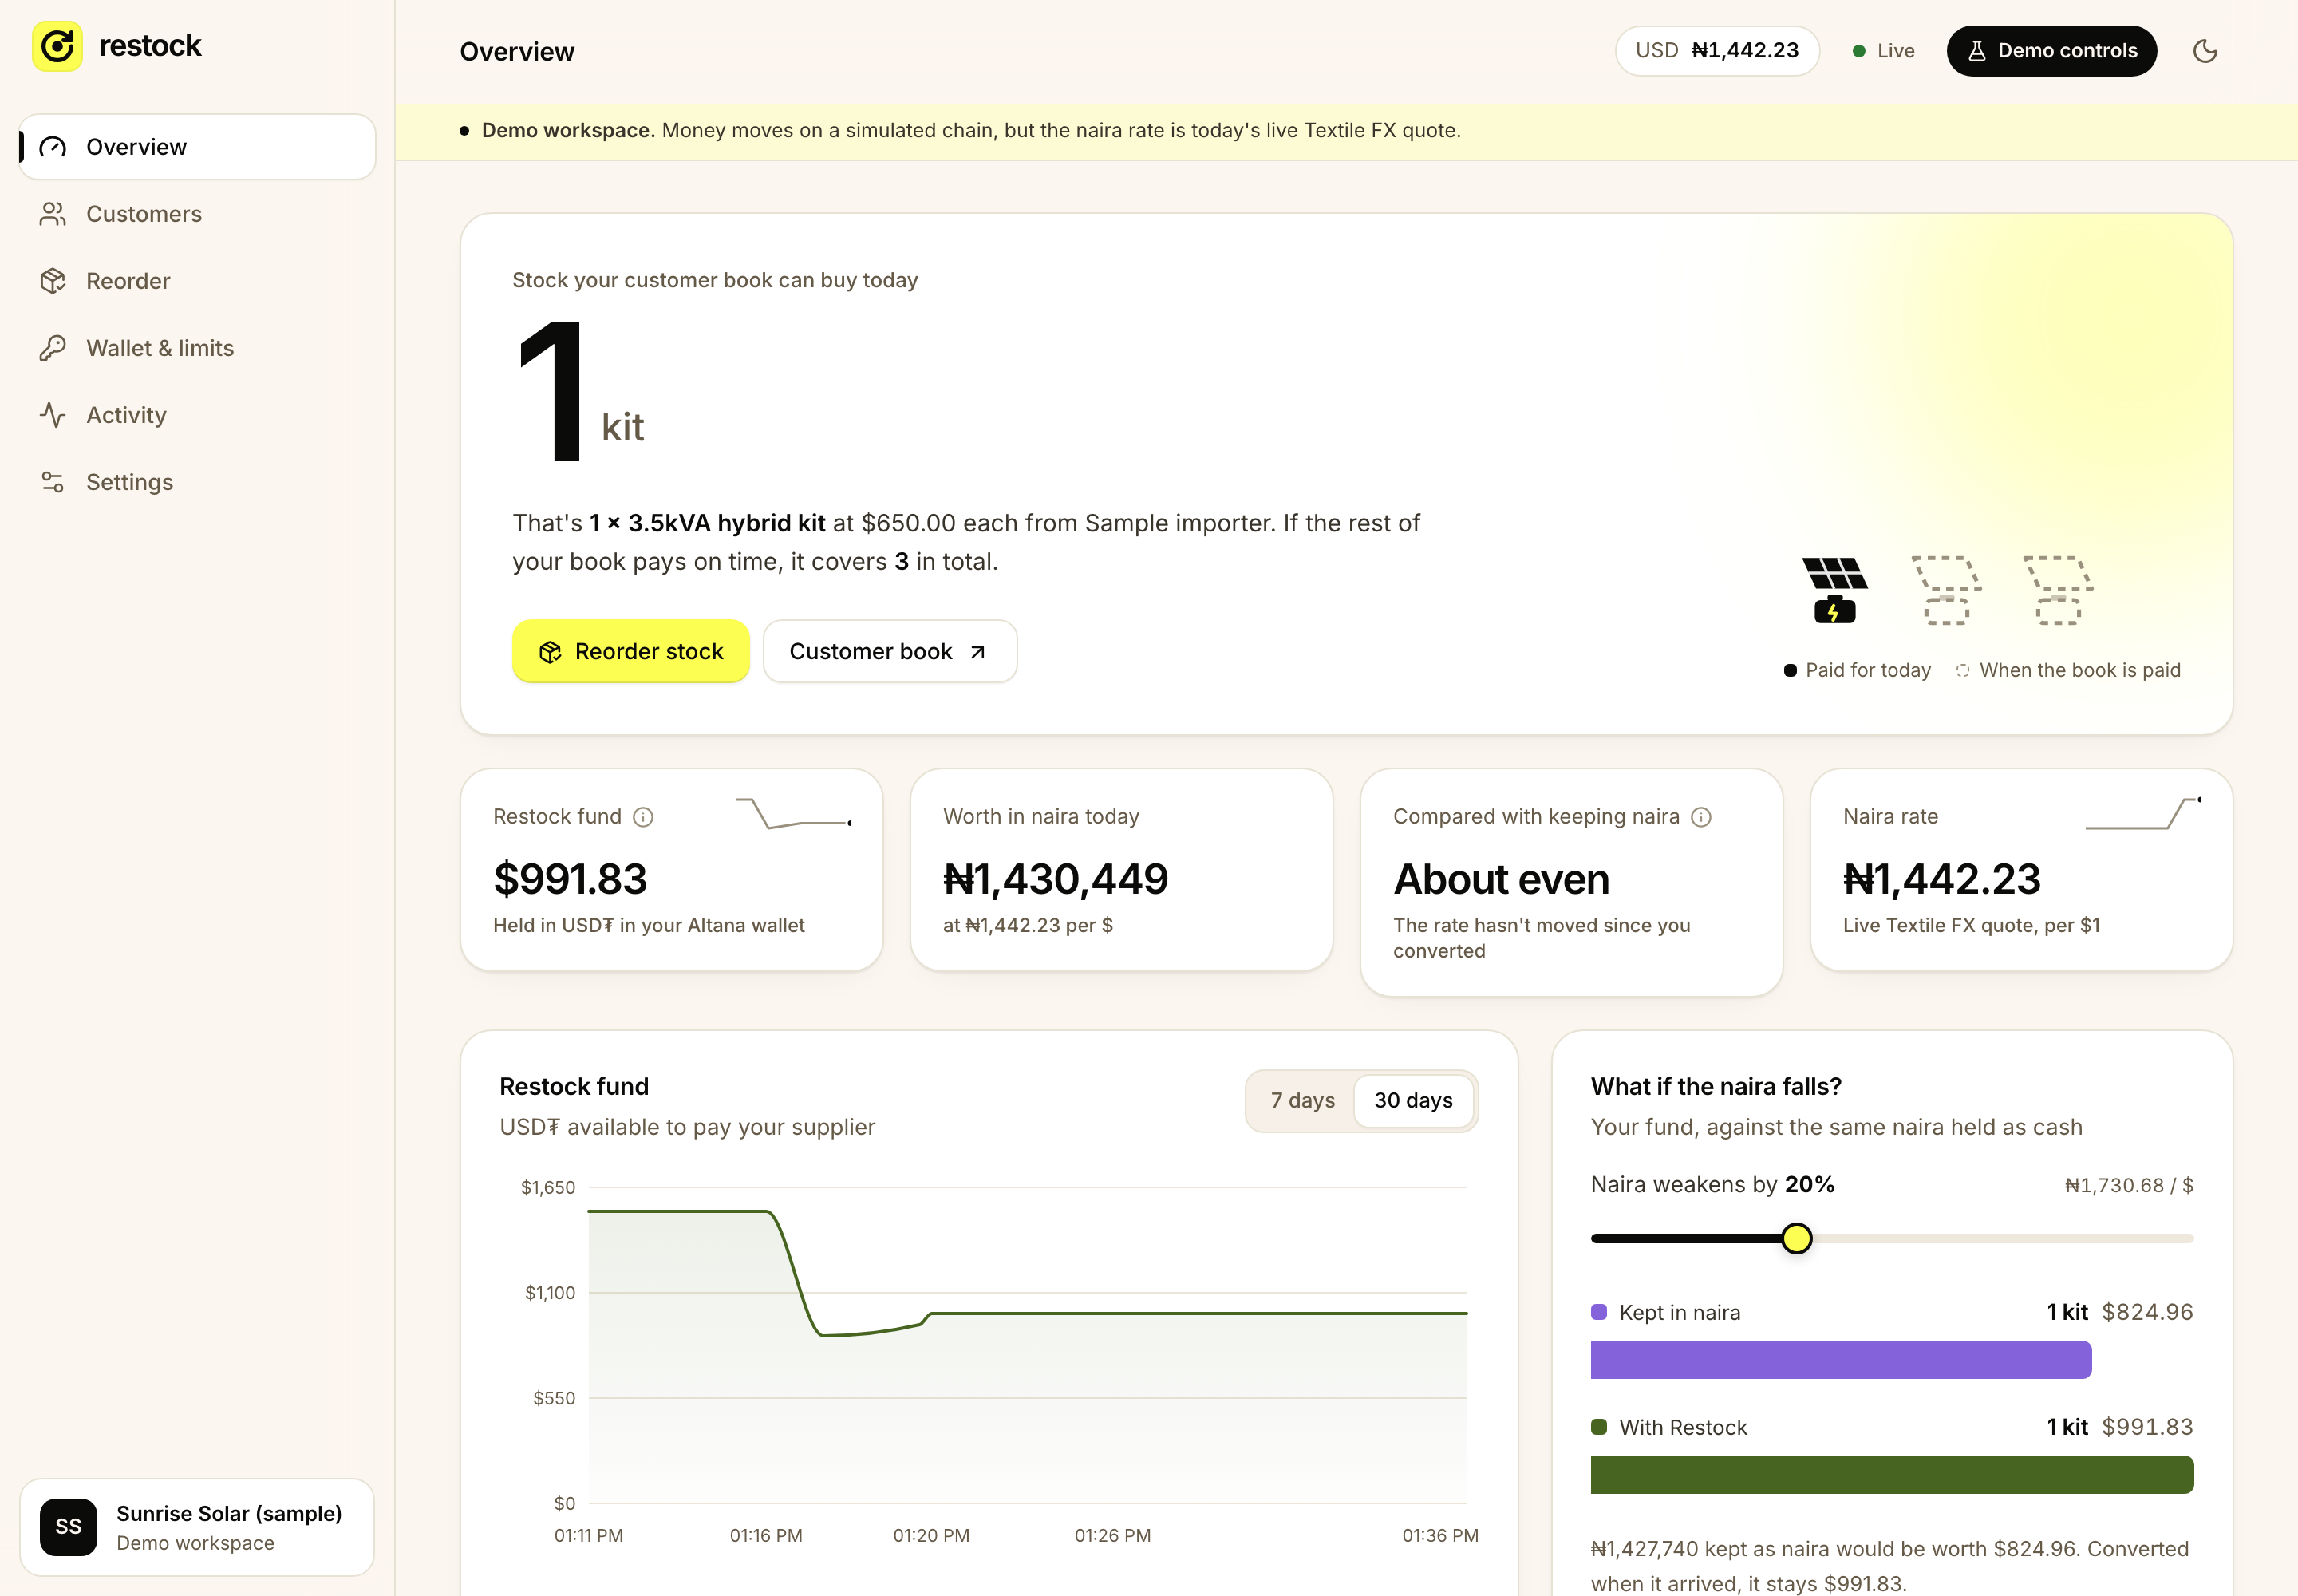 restock
Overview
Customers
Reorder
Wallet & limits
Activity
Settings
SS
Sunrise Solar (sample)
Demo workspace
Overview
USD ₦1,442.23
Live
Demo controls
Demo workspace. Money moves on a simulated chain, but the naira rate is today's live Textile FX quote.
Stock your customer book can buy today
1 kit
That's 1 × 3.5kVA hybrid kit at $650.00 each from Sample importer. If the rest of
your book pays on time, it covers 3 in total.
Reorder stock
Customer book
Paid for today
When the book is paid
Restock fund
$991.83
Held in USD₮ in your Altana wallet
Worth in naira today
₦1,430,449
at ₦1,442.23 per $
Compared with keeping naira
About even
The rate hasn't moved since you
converted
Naira rate
₦1,442.23
Live Textile FX quote, per $1
Restock fund
USD₮ available to pay your supplier
7 days
30 days
$1,650
$1,100
$550
$0
01:11 PM
01:16 PM
01:20 PM
01:26 PM
01:36 PM
What if the naira falls?
Your fund, against the same naira held as cash
Naira weakens by 20%
₦1,730.68 / $
Kept in naira
1 kit $824.96
With Restock
1 kit $991.83
₦1,427,740 kept as naira would be worth $824.96. Converted
when it arrived, it stays $991.83.